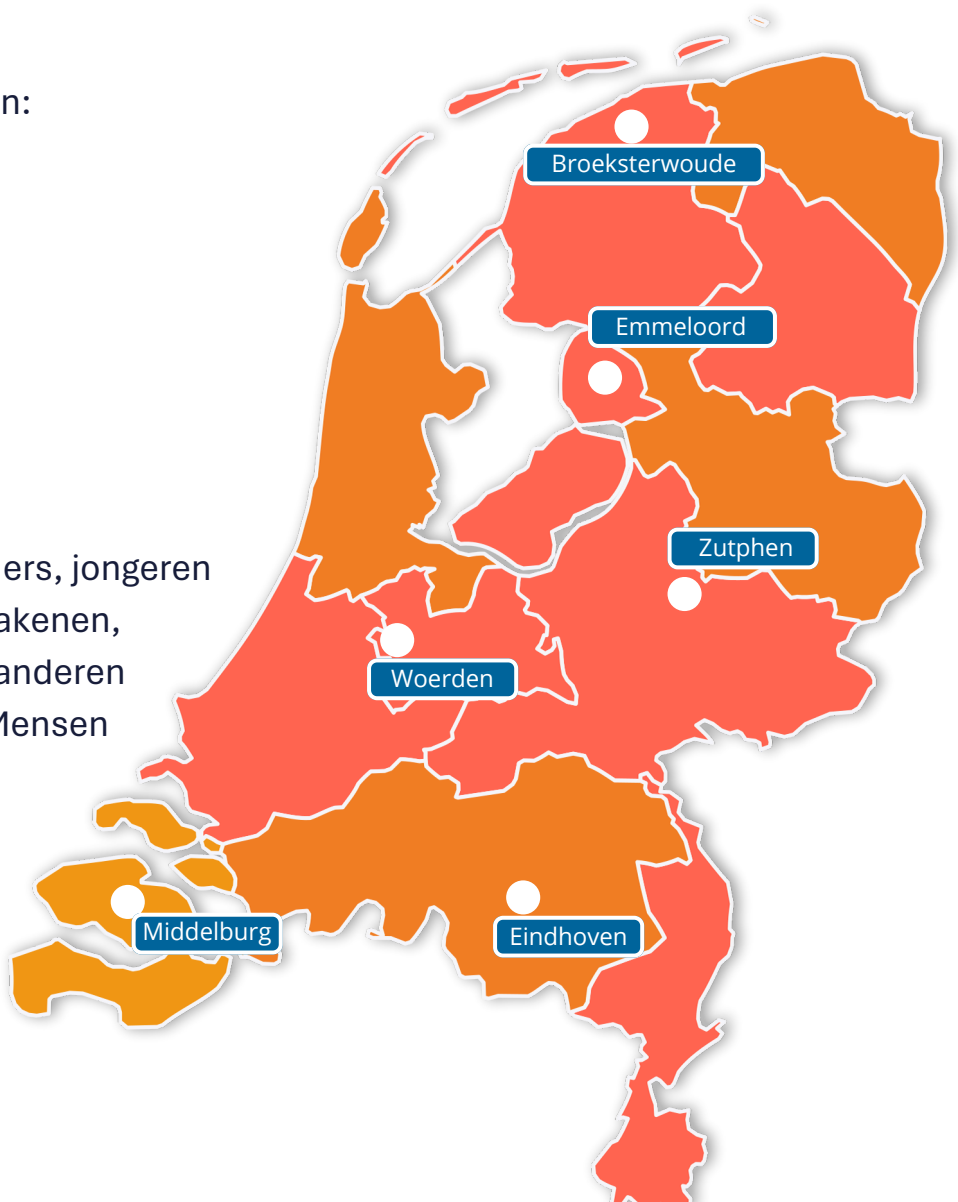 n:
Broeksterwoude
Emmeloord
Zutphen
ers, jongeren
akenen,
anderen
Mensen
Woerden
Middelburg
Eindhoven